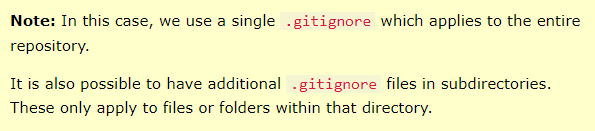 Note: In this case, we use a single .gitignore which applies to the entire
repository.
It is also possible to have additional .gitignore files in subdirectories.
These only apply to files or folders within that directory.